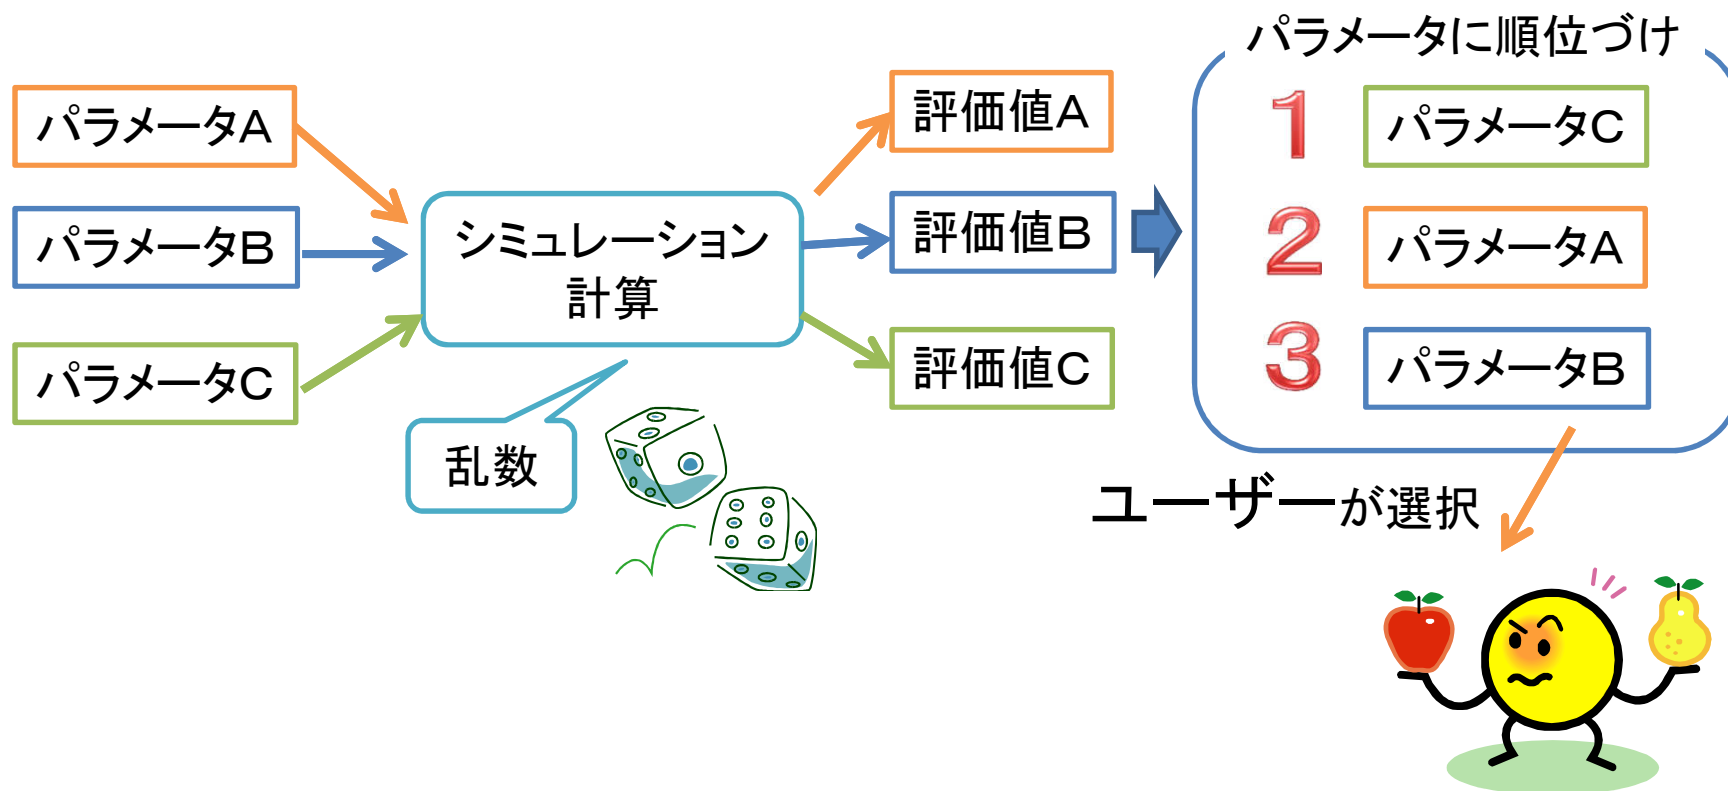 パラメータA
パラメータB
パラメータC
シミュレーション
計算
乱数
評価値A
評価値B
評価値C
パラメータに順位づけ
1 パラメータC
2 パラメータA
3 パラメータB
ユーザーが選択